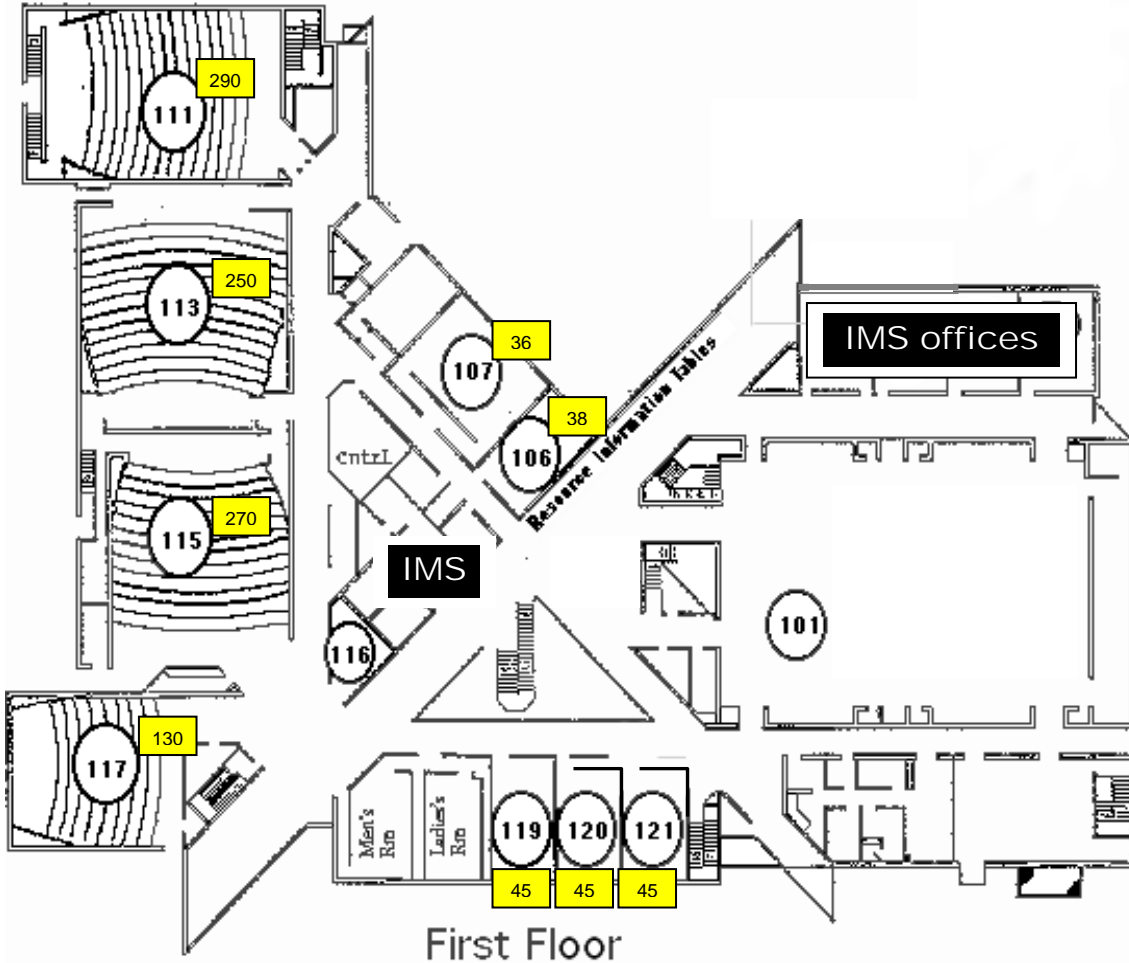 290
111
250
113
36
107
38
106
Resource Information Tables
IMS offices
CntrL
270
115
IMS
101
116
130
117
Men's
Rm
Ladies's
Rm
119
120
121
45
45
45
First Floor